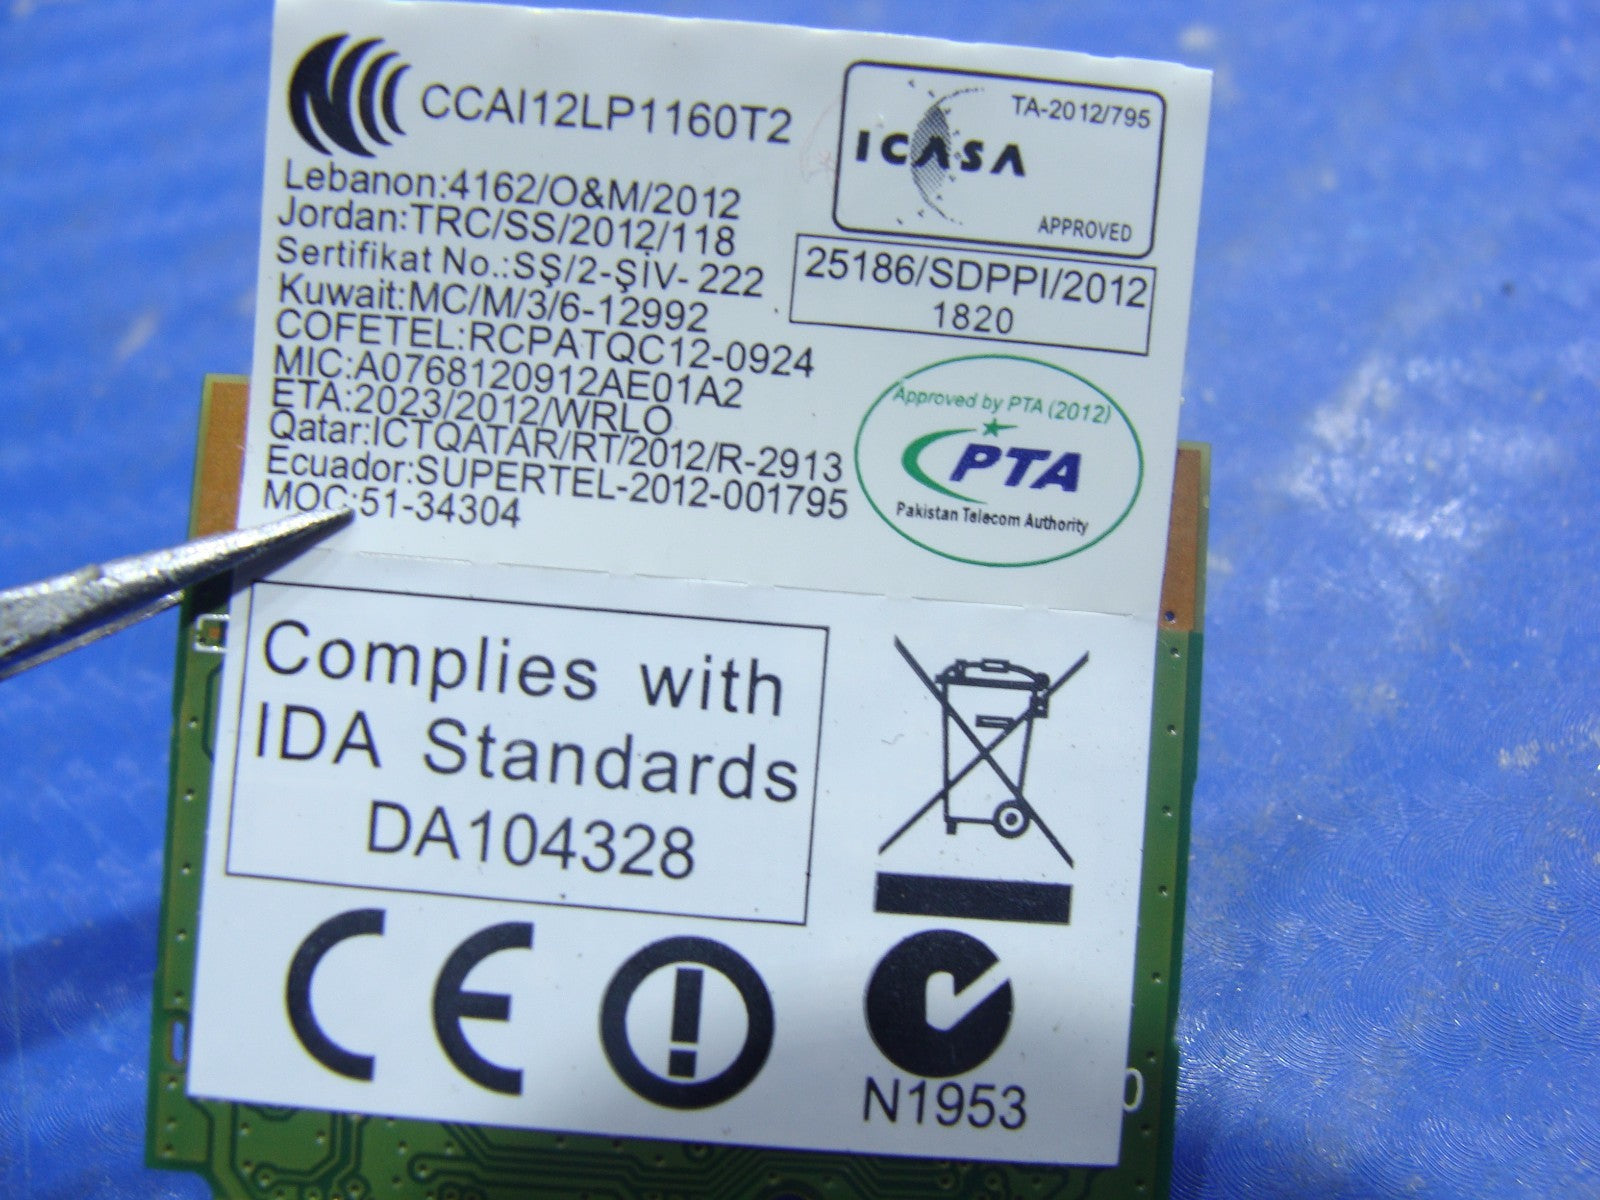 CCAI12LP1160T2
Lebanon:4162/O&M/2012
Jordan:TRC/SS/2012/118
Sertifikat No.:SŞ/2-ŞİV- 222
Kuwait:MC/M/3/6-12992
COFETEL:RCPATQC12-0924
MIC:A0768120912AE01A2
ETA:2023/2012/WRLO
Qatar:ICTQATAR/RT/2012/R-2913
Ecuador:SUPERTEL-2012-001795
MOC:51-34304
TA-2012/795
ICASA
APPROVED
25186/SDPPI/2012
1820
Approved by PTA (2012)
PTA
Pakistan Telecom Authority
Complies with
IDA Standards
DA104328
CE
N1953
0